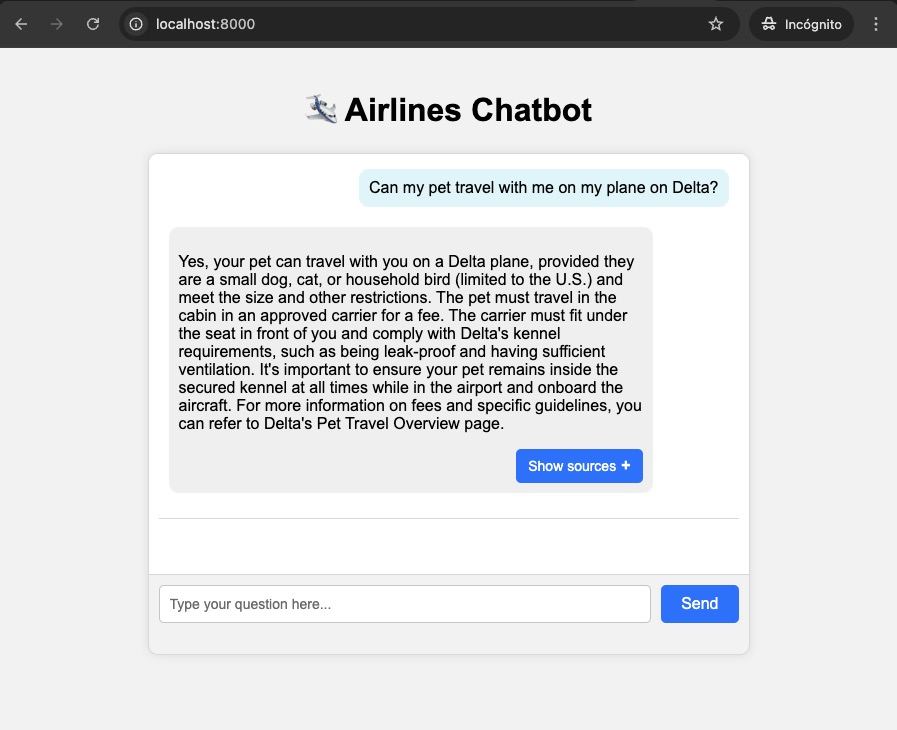 localhost:8000
Incógnito
Airlines Chatbot
Can my pet travel with me on my plane on Delta?
Yes, your pet can travel with you on a Delta plane, provided they
are a small dog, cat, or household bird (limited to the U.S.) and
meet the size and other restrictions. The pet must travel in the
cabin in an approved carrier for a fee. The carrier must fit under
the seat in front of you and comply with Delta's kennel
requirements, such as being leak-proof and having sufficient
ventilation. It's important to ensure your pet remains inside the
secured kennel at all times while in the airport and onboard the
aircraft. For more information on fees and specific guidelines, you
can refer to Delta's Pet Travel Overview page.
Show sources +
Type your question here...
Send